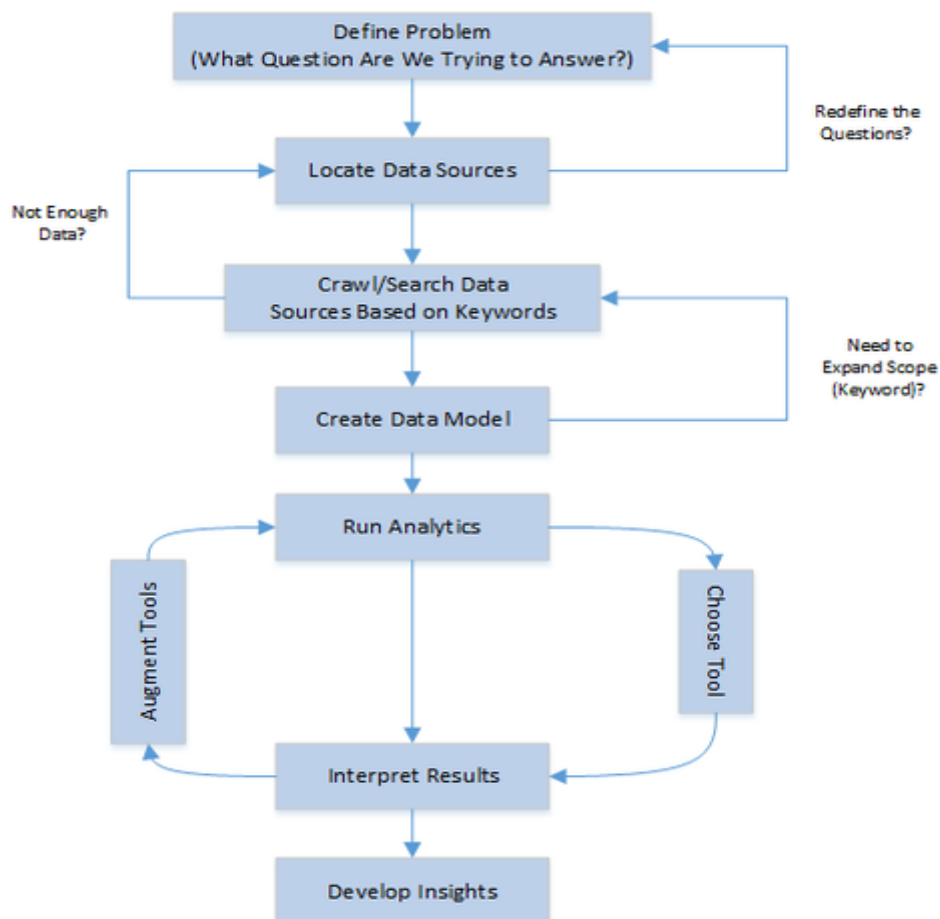 Define Problem
(What Question Are We Trying to Answer?)
Redefine the
Questions?
Locate Data Sources
Not Enough
Data?
Crawl/Search Data
Sources Based on Keywords
Need to
Expand Scope
(Keyword)?
Create Data Model
Run Analytics
Augment Tools
Choose Tool
Interpret Results
Develop Insights